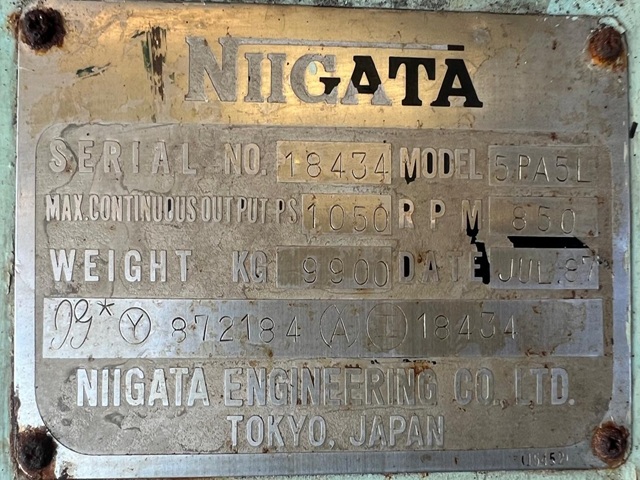 NIIGATA
SERIAL NO. 18434 MODEL 5PA5L
MAX. CONTINUOUS OUTPUT PS 1050 RPM 850
WEIGHT KG 9900 DATE JUL.87
Y 872184 A 18434
NIIGATA ENGINEERING CO., LTD.
TOKYO, JAPAN